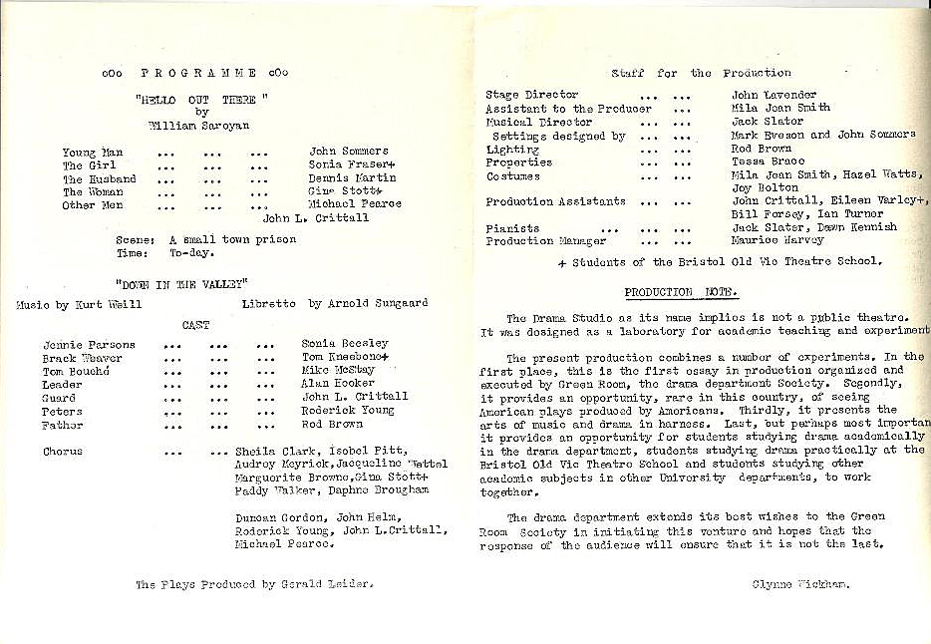 oOo P R O G R A M M E oOo
"HELLO OUT THERE "
by
William Saroyan
Young Man ... ... ... John Sommers
The Girl ... ... ... Sonia Fraser+
The Husband ... ... ... Dennis Martin
The Woman ... ... ... Gina Stott+
Other Men ... ... ... Michael Pearce
John L. Crittall
Scene: A small town prison
Time: To-day.
"DOWN IN THE VALLEY"
Music by Kurt Weill Libretto by Arnold Sungaard
CAST
Jennie Parsons ... ... ... Sonia Beesley
Brack Weaver ... ... ... Tom Kneebone+
Tom Bouché ... ... ... Mike McStay
Leader ... ... ... Alan Hooker
Guard ... ... ... John L. Crittall
Peters ... ... ... Roderick Young
Father ... ... ... Rod Brown
Chorus ... ... Sheila Clark, Isobel Pitt,
Audrey Meyrick, Jacqueline Wettel
Marguerite Browne, Gina Stott+
Paddy Walker, Daphne Brougham
Duncan Gordon, John Helm,
Roderick Young, John L.Crittall,
Michael Pearce.
The Plays Produced by Gerald Leider.
Staff for the Production
Stage Director ... ... John Lavender
Assistant to the Producer ... Mila Jean Smith
Musical Director ... ... Jack Slator
Settings designed by ... ... Mark Eveson and John Sommers
Lighting ... ... Rod Brown
Properties ... ... Tessa Brace
Costumes ... ... Mila Jean Smith, Hazel Watts,
Joy Bolton
Production Assistants ... ... John Crittall, Eileen Varley+,
Bill Forsey, Ian Turner
Pianists ... ... Jack Slater, Dawn Kennish
Production Manager ... ... Maurice Harvey
+ Students of the Bristol Old Vic Theatre School.
PRODUCTION NOTE.
The Drama Studio as its name implies is not a public theatre.
It was designed as a laboratory for academic teaching and experiment
The present production combines a number of experiments. In the
first place, this is the first essay in production organized and
executed by Green Room, the drama department Society. Secondly,
it provides an opportunity, rare in this country, of seeing
American plays produced by Americans. Thirdly, it presents the
arts of music and drama in harness. Last, but perhaps most importan
it provides an opportunity for students studying drama academically
in the drama department, students studying drama practically at the
Bristol Old Vic Theatre School and students studying other
academic subjects in other University departments, to work
together.
The drama department extends its best wishes to the Green
Room Society in initiating this venture and hopes that the
response of the audience will ensure that it is not the last.
Glynne Wickham.